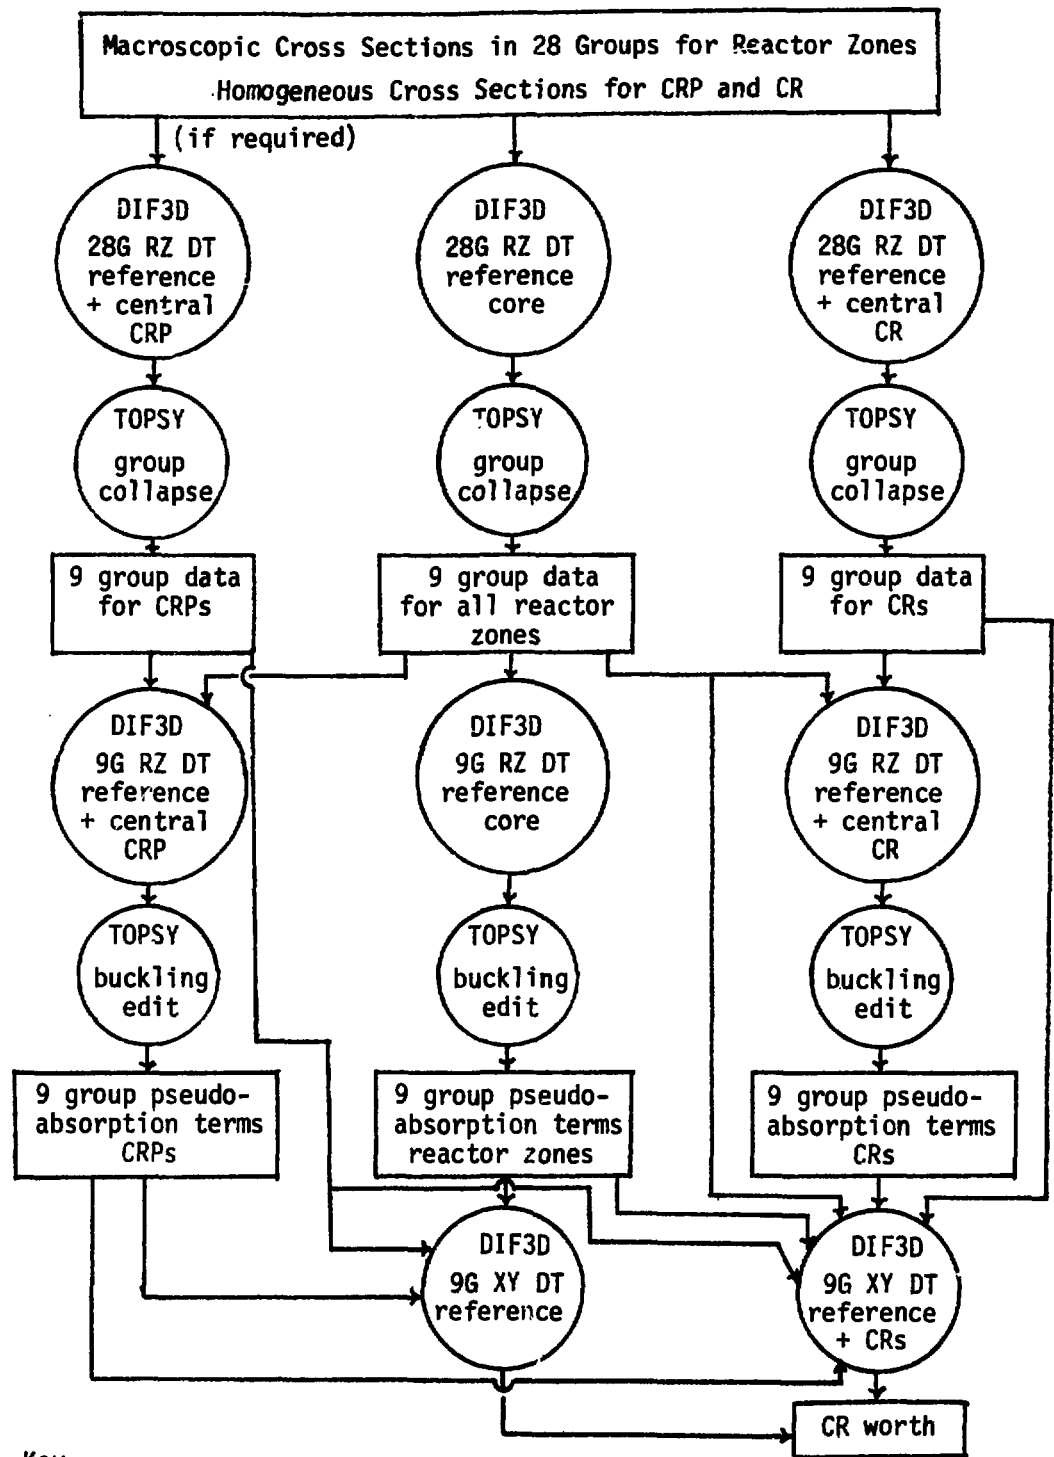 Macroscopic Cross Sections in 28 Groups for Reactor Zones
Homogeneous Cross Sections for CRP and CR
(if required)
DIF3D
28G RZ DT
reference
+ central
CRP
DIF3D
28G RZ DT
reference
core
DIF3D
28G RZ DT
reference
+ central
CR
TOPSY
group
collapse
TOPSY
group
collapse
TOPSY
group
collapse
9 group data
for CRPs
9 group data
for all reactor
zones
9 group data
for CRs
DIF3D
9G RZ DT
reference
+ central
CRP
DIF3D
9G RZ DT
reference
core
DIF3D
9G RZ DT
reference
+ central
CR
TOPSY
buckling
edit
TOPSY
buckling
edit
TOPSY
buckling
edit
9 group pseudo-
absorption terms
CRPs
9 group pseudo-
absorption terms
reactor zones
9 group pseudo-
absorption terms
CRs
DIF3D
9G XY DT
reference
DIF3D
9G XY DT
reference
+ CRs
CR worth